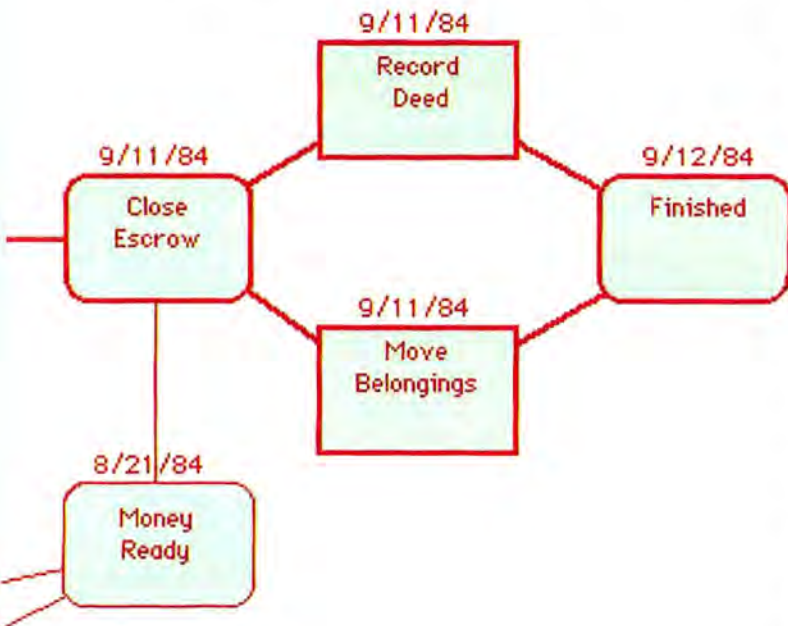 9/11/84
Record
Deed
9/11/84
Close
Escrow
9/12/84
Finished
9/11/84
Move
Belongings
8/21/84
Money
Ready